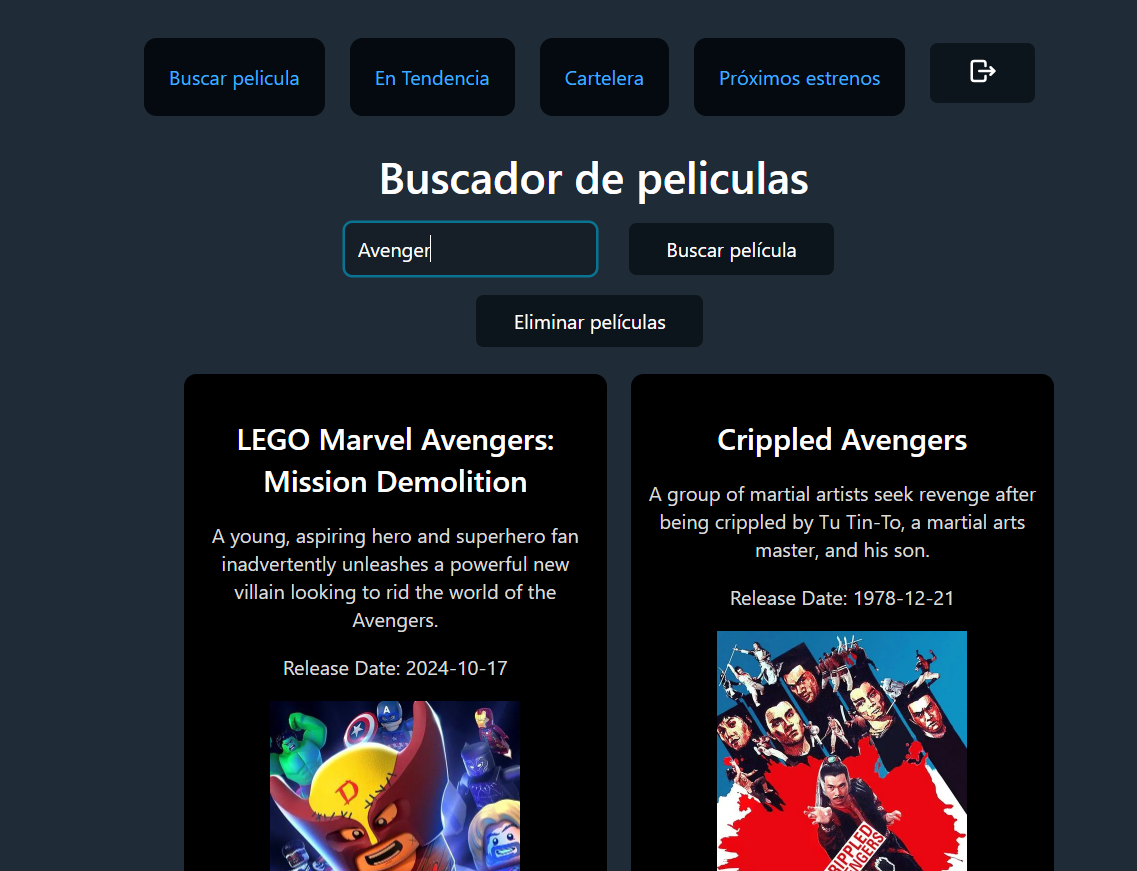 Buscar pelicula
En Tendencia
Cartelera
Próximos estrenos
Buscador de peliculas
Avenger
Buscar película
Eliminar películas
LEGO Marvel Avengers:
Mission Demolition
A young, aspiring hero and superhero fan
inadvertently unleashes a powerful new
villain looking to rid the world of the
Avengers.
Release Date: 2024-10-17
A
D
Crippled Avengers
A group of martial artists seek revenge after
being crippled by Tu Tin-To, a martial arts
master, and his son.
Release Date: 1978-12-21